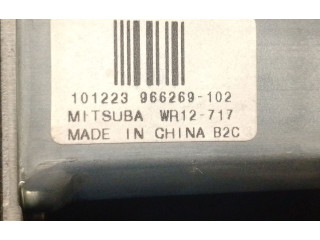 101223 966269-102
MITSUBA WR12-717
MADE IN CHINA B2C